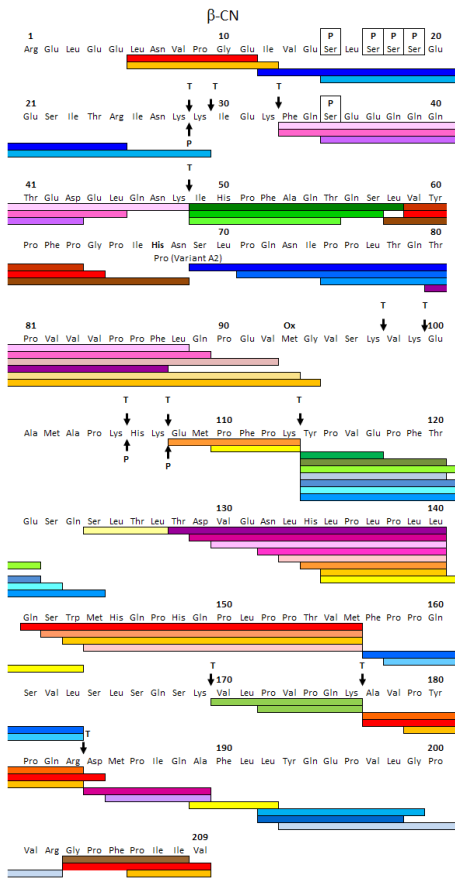 β-CN
1 10 20
P P P P
Arg Glu Leu Glu Glu Leu Asn Val Pro Gly Glu Ile Val Glu Ser Leu Ser Ser Ser Glu
T T
21 30 P 40
Glu Ser Ile Thr Arg Ile Asn Lys Lys Ile Glu Lys Phe Gln Ser Glu Glu Gln Gln Gln
P
T
41 50 60
Thr Glu Asp Glu Leu Gln Asn Lys Ile His Pro Phe Ala Gln Thr Gln Ser Leu Val Tyr
Pro Phe Pro Gly Pro Ile His Asn Ser Leu Pro Gln Asn Ile Pro Pro Leu Thr Gln Thr
70 80
Pro (Variant A2)
T T
81 90 Ox 100
Pro Val Val Val Pro Pro Phe Leu Gln Pro Glu Val Met Gly Val Ser Lys Val Lys
T T T
110 120
Ala Met Ala Pro Lys His Lys Glu Met Pro Phe Pro Lys Tyr Pro Val Glu Pro Phe Thr
P P
130 140
Glu Ser Gln Ser Leu Thr Leu Thr Asp Val Glu Asn Leu His Leu Pro Leu Pro Leu Leu
150 160
Gln Ser Trp Met His Gln Pro His Gln Pro Leu Pro Pro Thr Val Met Phe Pro Pro Gln
T 170 T 180
Ser Val Leu Ser Leu Ser Gln Ser Lys Val Leu Pro Val Pro Gln Lys Ala Val Pro Tyr
T
190 200
Pro Gln Arg Asp Met Pro Ile Gln Ala Phe Leu Leu Tyr Gln Glu Pro Val Leu Gly Pro
209
Val Arg Gly Pro Phe Pro Ile Ile Val